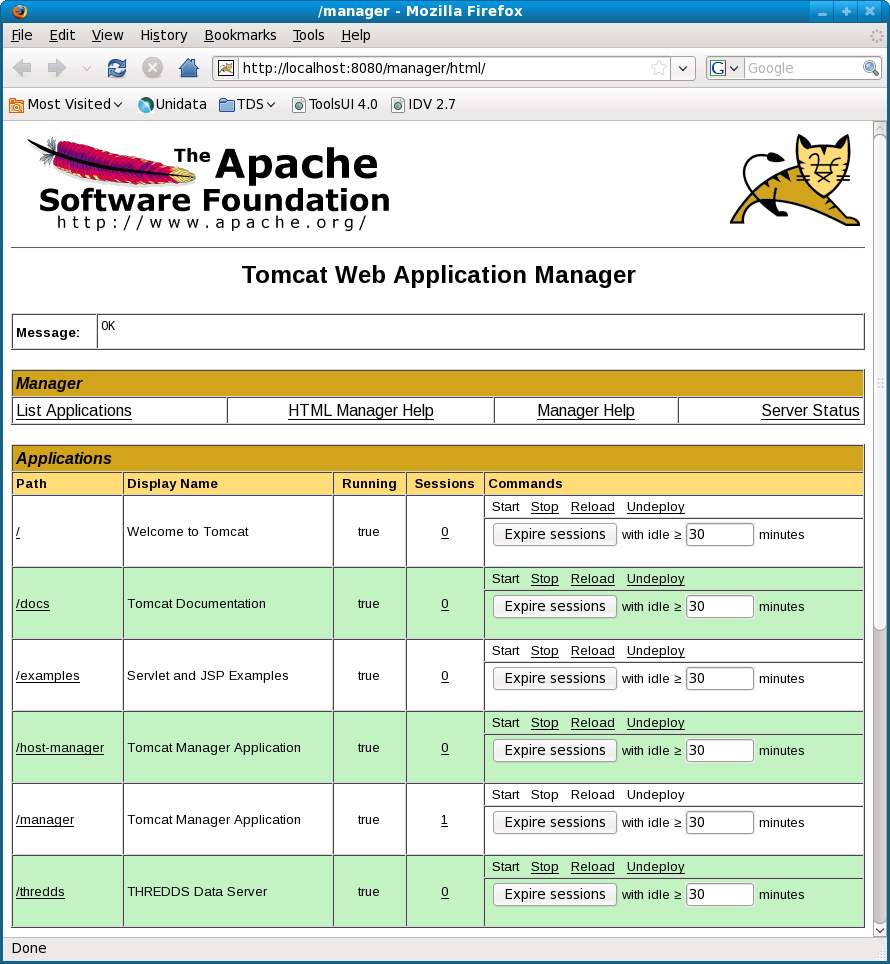 /manager - Mozilla Firefox
File Edit View History Bookmarks Tools Help
http://localhost:8080/manager/html/ G Google
Most Visited Unidata TDS ToolsUI 4.0 IDV 2.7
The Apache
Software Foundation
http://www.apache.org/
Tomcat Web Application Manager
Message: OK
Manager
List Applications HTML Manager Help Manager Help Server Status
Applications
Path Display Name Running Sessions Commands
Start Stop Reload Undeploy
/ Welcome to Tomcat true 0 Expire sessions with idle ≥ 30 minutes
Start Stop Reload Undeploy
/docs Tomcat Documentation true 0 Expire sessions with idle ≥ 30 minutes
Start Stop Reload Undeploy
/examples Servlet and JSP Examples true 0 Expire sessions with idle ≥ 30 minutes
Start Stop Reload Undeploy
/host-manager Tomcat Manager Application true 0 Expire sessions with idle ≥ 30 minutes
Start Stop Reload Undeploy
/manager Tomcat Manager Application true 1 Expire sessions with idle ≥ 30 minutes
Start Stop Reload Undeploy
/thredds THREDDS Data Server true 0 Expire sessions with idle ≥ 30 minutes
Done